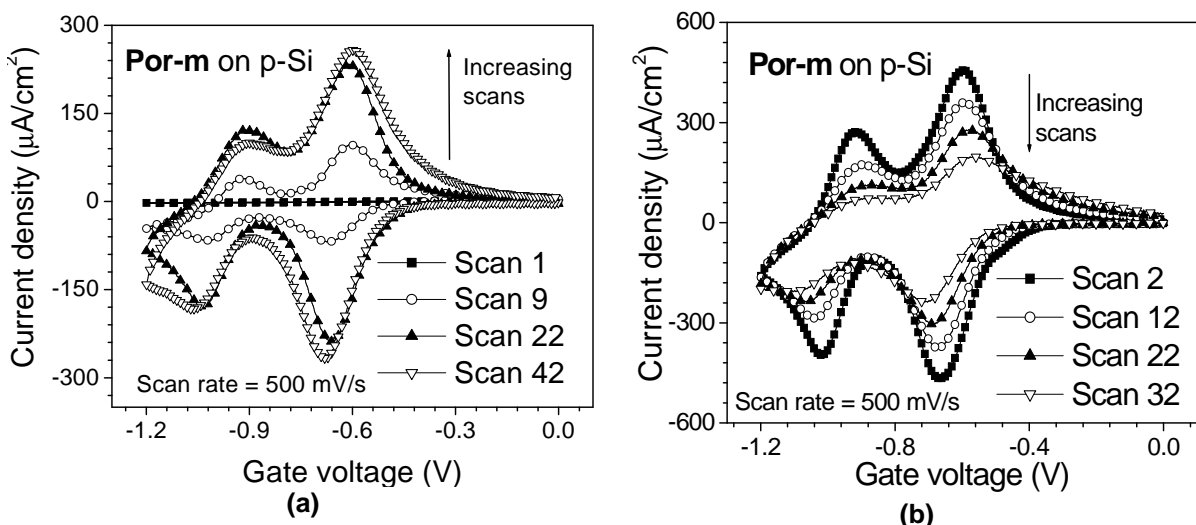 300
150
0
-150
-300
Current density (μA/cm²)
Por-m on p-Si
Increasing
scans
Scan 1
Scan 9
Scan 22
Scan 42
Scan rate = 500 mV/s
-1.2 -0.9 -0.6 -0.3 0.0
Gate voltage (V)
(a)
600
300
0
-300
-600
Current density (μA/cm²)
Por-m on p-Si
Increasing
scans
Scan 2
Scan 12
Scan 22
Scan 32
Scan rate = 500 mV/s
-1.2 -0.8 -0.4 0.0
Gate voltage (V)
(b)